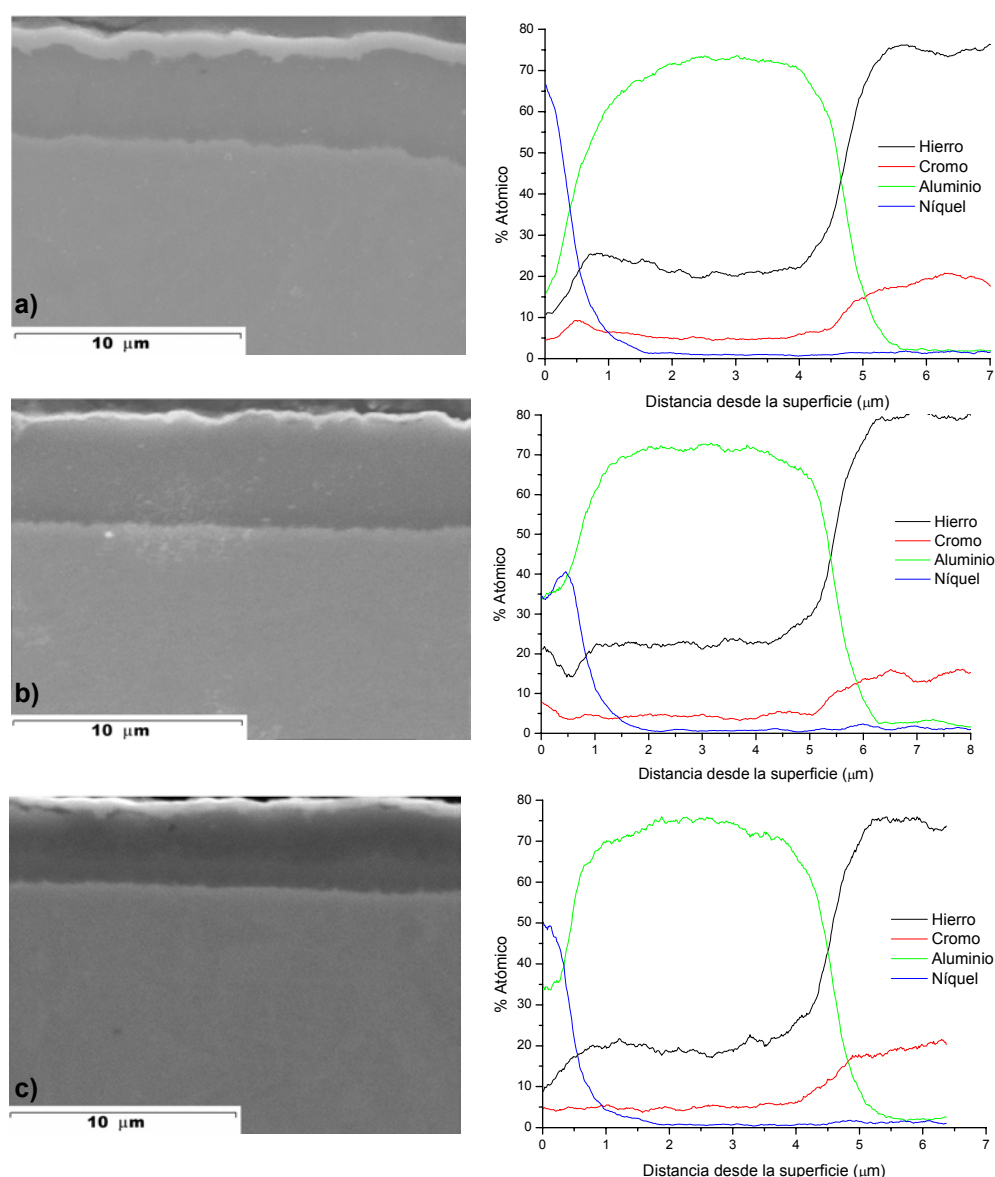 a)
10 μm
80
70
60
50
40
30
20
10
0
% Atómico
Hierro
Cromo
Aluminio
Níquel
0 1 2 3 4 5 6 7
Distancia desde la superficie (μm)
b)
10 μm
80
70
60
50
40
30
20
10
0
% Atómico
Hierro
Cromo
Aluminio
Níquel
0 1 2 3 4 5 6 7 8
Distancia desde la superficie (μm)
c)
10 μm
80
70
60
50
40
30
20
10
0
% Atómico
Hierro
Cromo
Aluminio
Níquel
0 1 2 3 4 5 6 7
Distancia desde la superficie (μm)